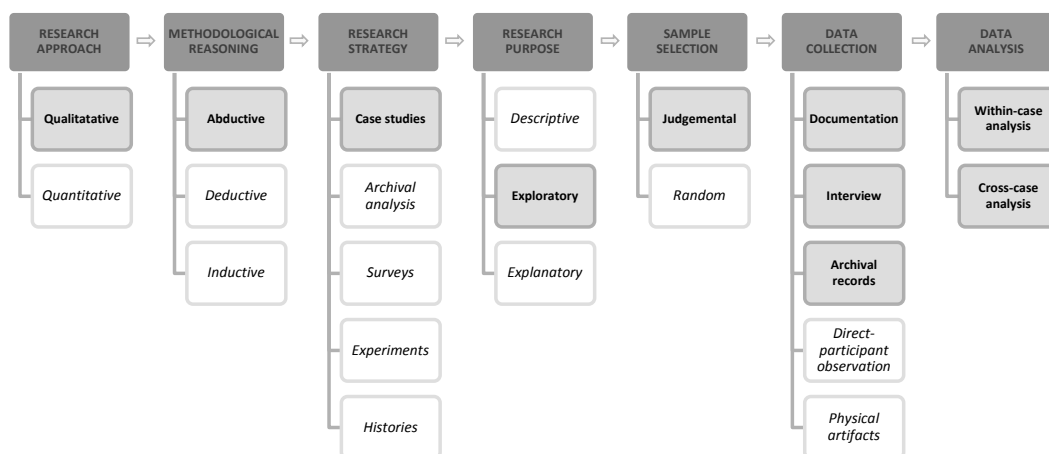 RESEARCH
APPROACH
Qualitatative
Quantitative
METHODOLOGICAL
REASONING
Abductive
Deductive
Inductive
RESEARCH
STRATEGY
Case studies
Archival
analysis
Surveys
Experiments
Histories
RESEARCH
PURPOSE
Descriptive
Exploratory
Explanatory
SAMPLE
SELECTION
Judgemental
Random
DATA
COLLECTION
Documentation
Interview
Archival
records
Direct-
participant
observation
Physical
artifacts
DATA
ANALYSIS
Within-case
analysis
Cross-case
analysis